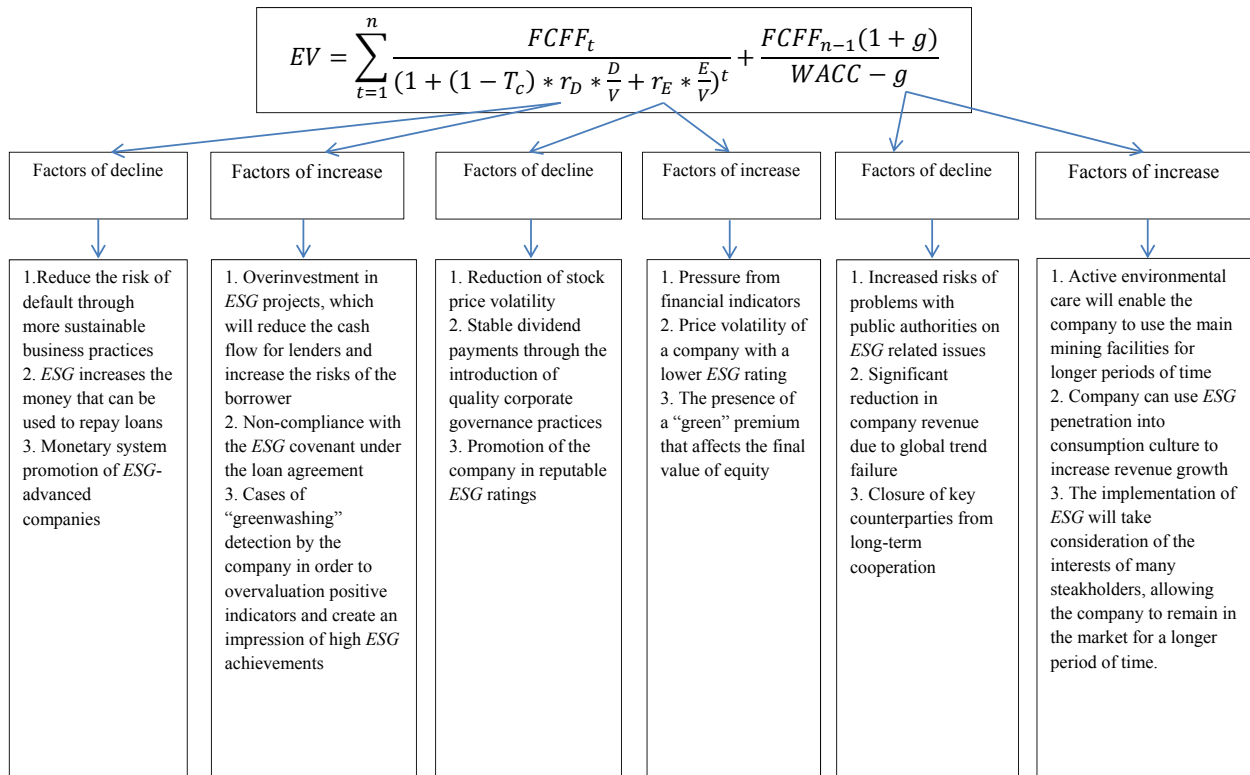 EV = \sum_{t=1}^{n} \frac{FCFF_t}{(1 + (1 - T_c) * r_D * \frac{D}{V} + r_E * \frac{E}{V})^t} + \frac{FCFF_{n-1}(1 + g)}{WACC - g}
Factors of decline
Factors of increase
Factors of decline
Factors of increase
Factors of decline
Factors of increase
1.Reduce the risk of
default through
more sustainable
business practices
2. ESG increases the
money that can be
used to repay loans
3. Monetary system
promotion of ESG-
advanced
companies
1. Overinvestment in
ESG projects, which
will reduce the cash
flow for lenders and
increase the risks of the
borrower
2. Non-compliance with
the ESG covenant under
the loan agreement
3. Cases of
“greenwashing”
detection by the
company in order to
overvaluation positive
indicators and create an
impression of high ESG
achievements
1. Reduction of stock
price volatility
2. Stable dividend
payments through the
introduction of
quality corporate
governance practices
3. Promotion of the
company in reputable
ESG ratings
1. Pressure from
financial indicators
2. Price volatility of
a company with a
lower ESG rating
3. The presence of
a “green” premium
that affects the final
value of equity
1. Increased risks of
problems with
public authorities on
ESG related issues
2. Significant
reduction in
company revenue
due to global trend
failure
3. Closure of key
counterparties from
long-term
cooperation
1. Active environmental
care will enable the
company to use the main
mining facilities for
longer periods of time
2. Company can use ESG
penetration into
consumption culture to
increase revenue growth
3. The implementation of
ESG will take
consideration of the
interests of many
steakholders, allowing
the company to remain in
the market for a longer
period of time.